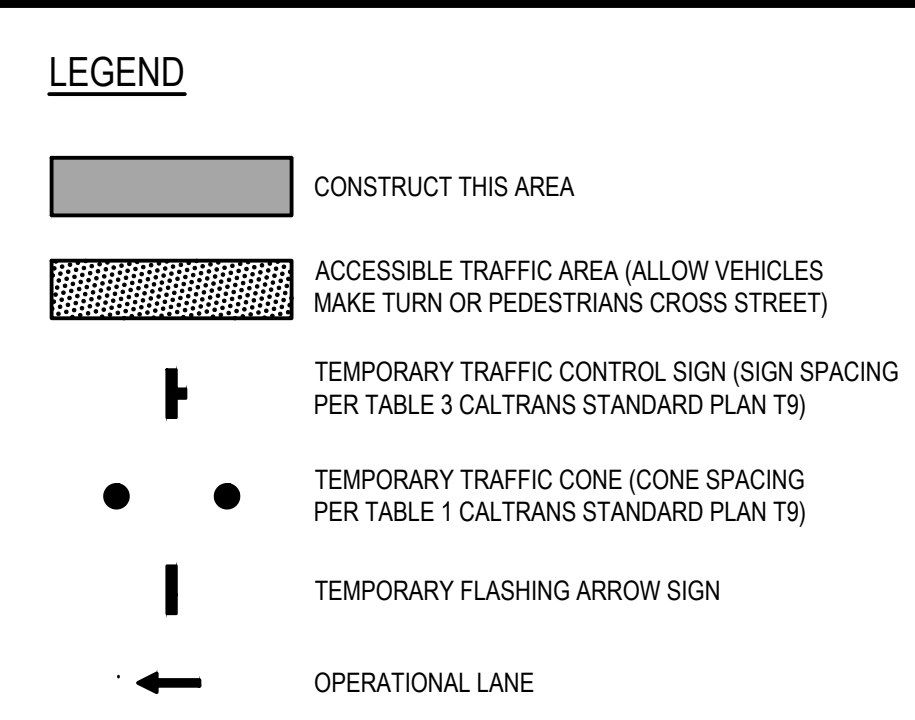 LEGEND
CONSTRUCT THIS AREA
ACCESSIBLE TRAFFIC AREA (ALLOW VEHICLES
MAKE TURN OR PEDESTRIANS CROSS STREET)
TEMPORARY TRAFFIC CONTROL SIGN (SIGN SPACING
PER TABLE 3 CALTRANS STANDARD PLAN T9)
TEMPORARY TRAFFIC CONE (CONE SPACING
PER TABLE 1 CALTRANS STANDARD PLAN T9)
TEMPORARY FLASHING ARROW SIGN
OPERATIONAL LANE